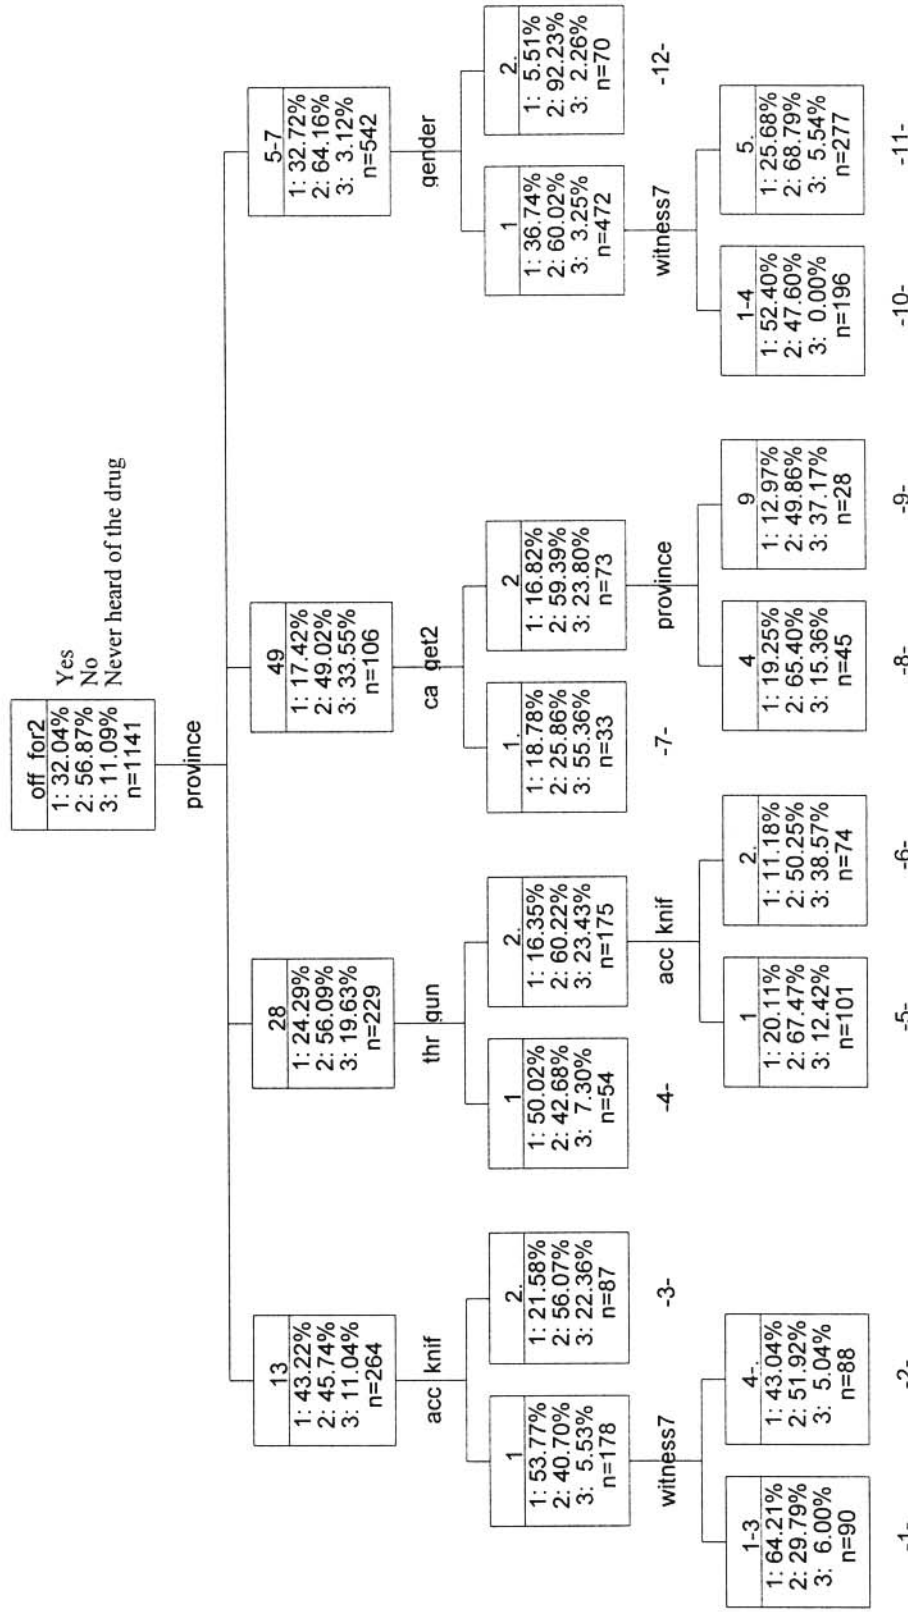 off_for2
1: 32.04% Yes
2: 56.87% No
3: 11.09% Never heard of the drug
n=1141
province
13
1: 43.22%
2: 45.74%
3: 11.04%
n=264
28
1: 24.29%
2: 56.09%
3: 19.63%
n=229
49
1: 17.42%
2: 49.02%
3: 33.55%
n=106
5-7
1: 32.72%
2: 64.16%
3: 3.12%
n=542
acc_knif
thr_gun
ca_get2
gender
1
1: 53.77%
2: 40.70%
3: 5.53%
n=178
2.
1: 21.58%
2: 56.07%
3: 22.36%
n=87
1
1: 50.02%
2: 42.68%
3: 7.30%
n=54
2.
1: 16.35%
2: 60.22%
3: 23.43%
n=175
1.
1: 18.78%
2: 25.86%
3: 55.36%
n=33
2
1: 16.82%
2: 59.39%
3: 23.80%
n=73
1
1: 36.74%
2: 60.02%
3: 3.25%
n=472
2.
1: 5.51%
2: 92.23%
3: 2.26%
n=70
witness7
-3-
-4-
acc_knif
-7-
province
witness7
-12-
1-3
1: 64.21%
2: 29.79%
3: 6.00%
n=90
4-.
1: 43.04%
2: 51.92%
3: 5.04%
n=88
1
1: 20.11%
2: 67.47%
3: 12.42%
n=101
2.
1: 11.18%
2: 50.25%
3: 38.57%
n=74
4
1: 19.25%
2: 65.40%
3: 15.36%
n=45
9
1: 12.97%
2: 49.86%
3: 37.17%
n=28
1-4
1: 52.40%
2: 47.60%
3: 0.00%
n=196
5.
1: 25.68%
2: 68.79%
3: 5.54%
n=277
-1-
-2-
-5-
-6-
-8-
-9-
-10-
-11-